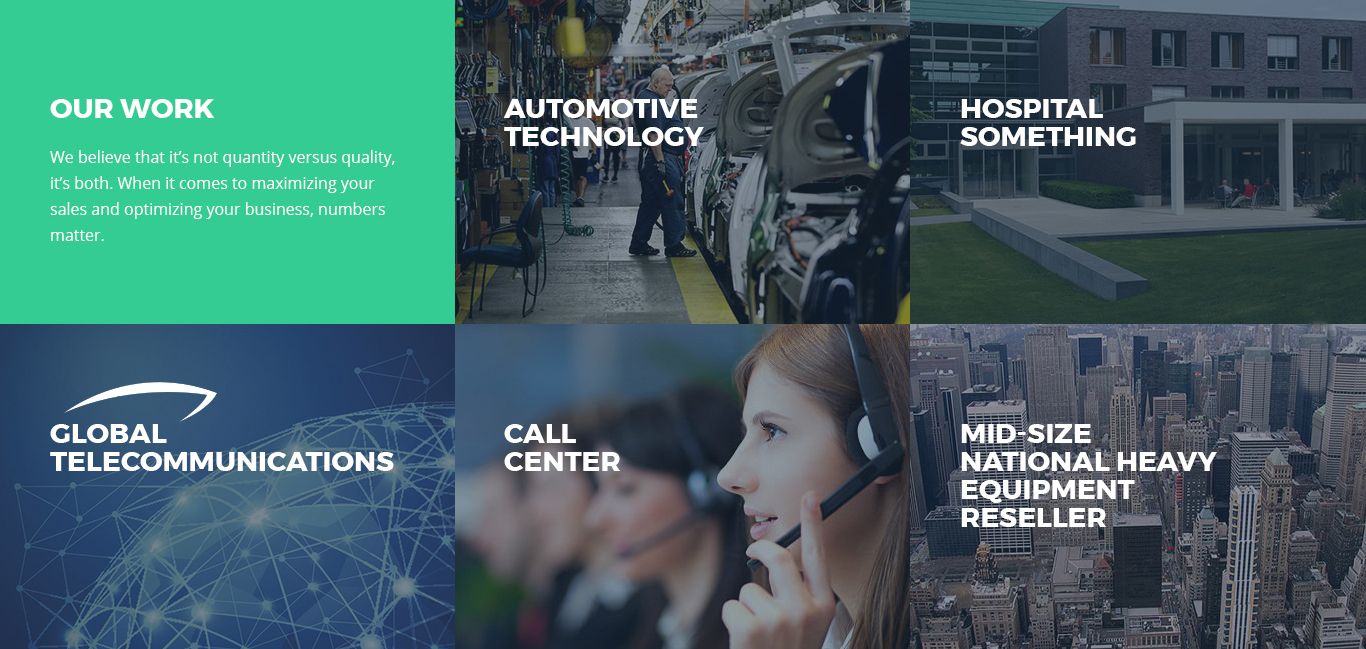 OUR WORK
We believe that it’s not quantity versus quality,
it’s both. When it comes to maximizing your
sales and optimizing your business, numbers
matter.
AUTOMOTIVE
TECHNOLOGY
HOSPITAL
SOMETHING
GLOBAL
TELECOMMUNICATIONS
CALL
CENTER
MID-SIZE
NATIONAL HEAVY
EQUIPMENT
RESELLER